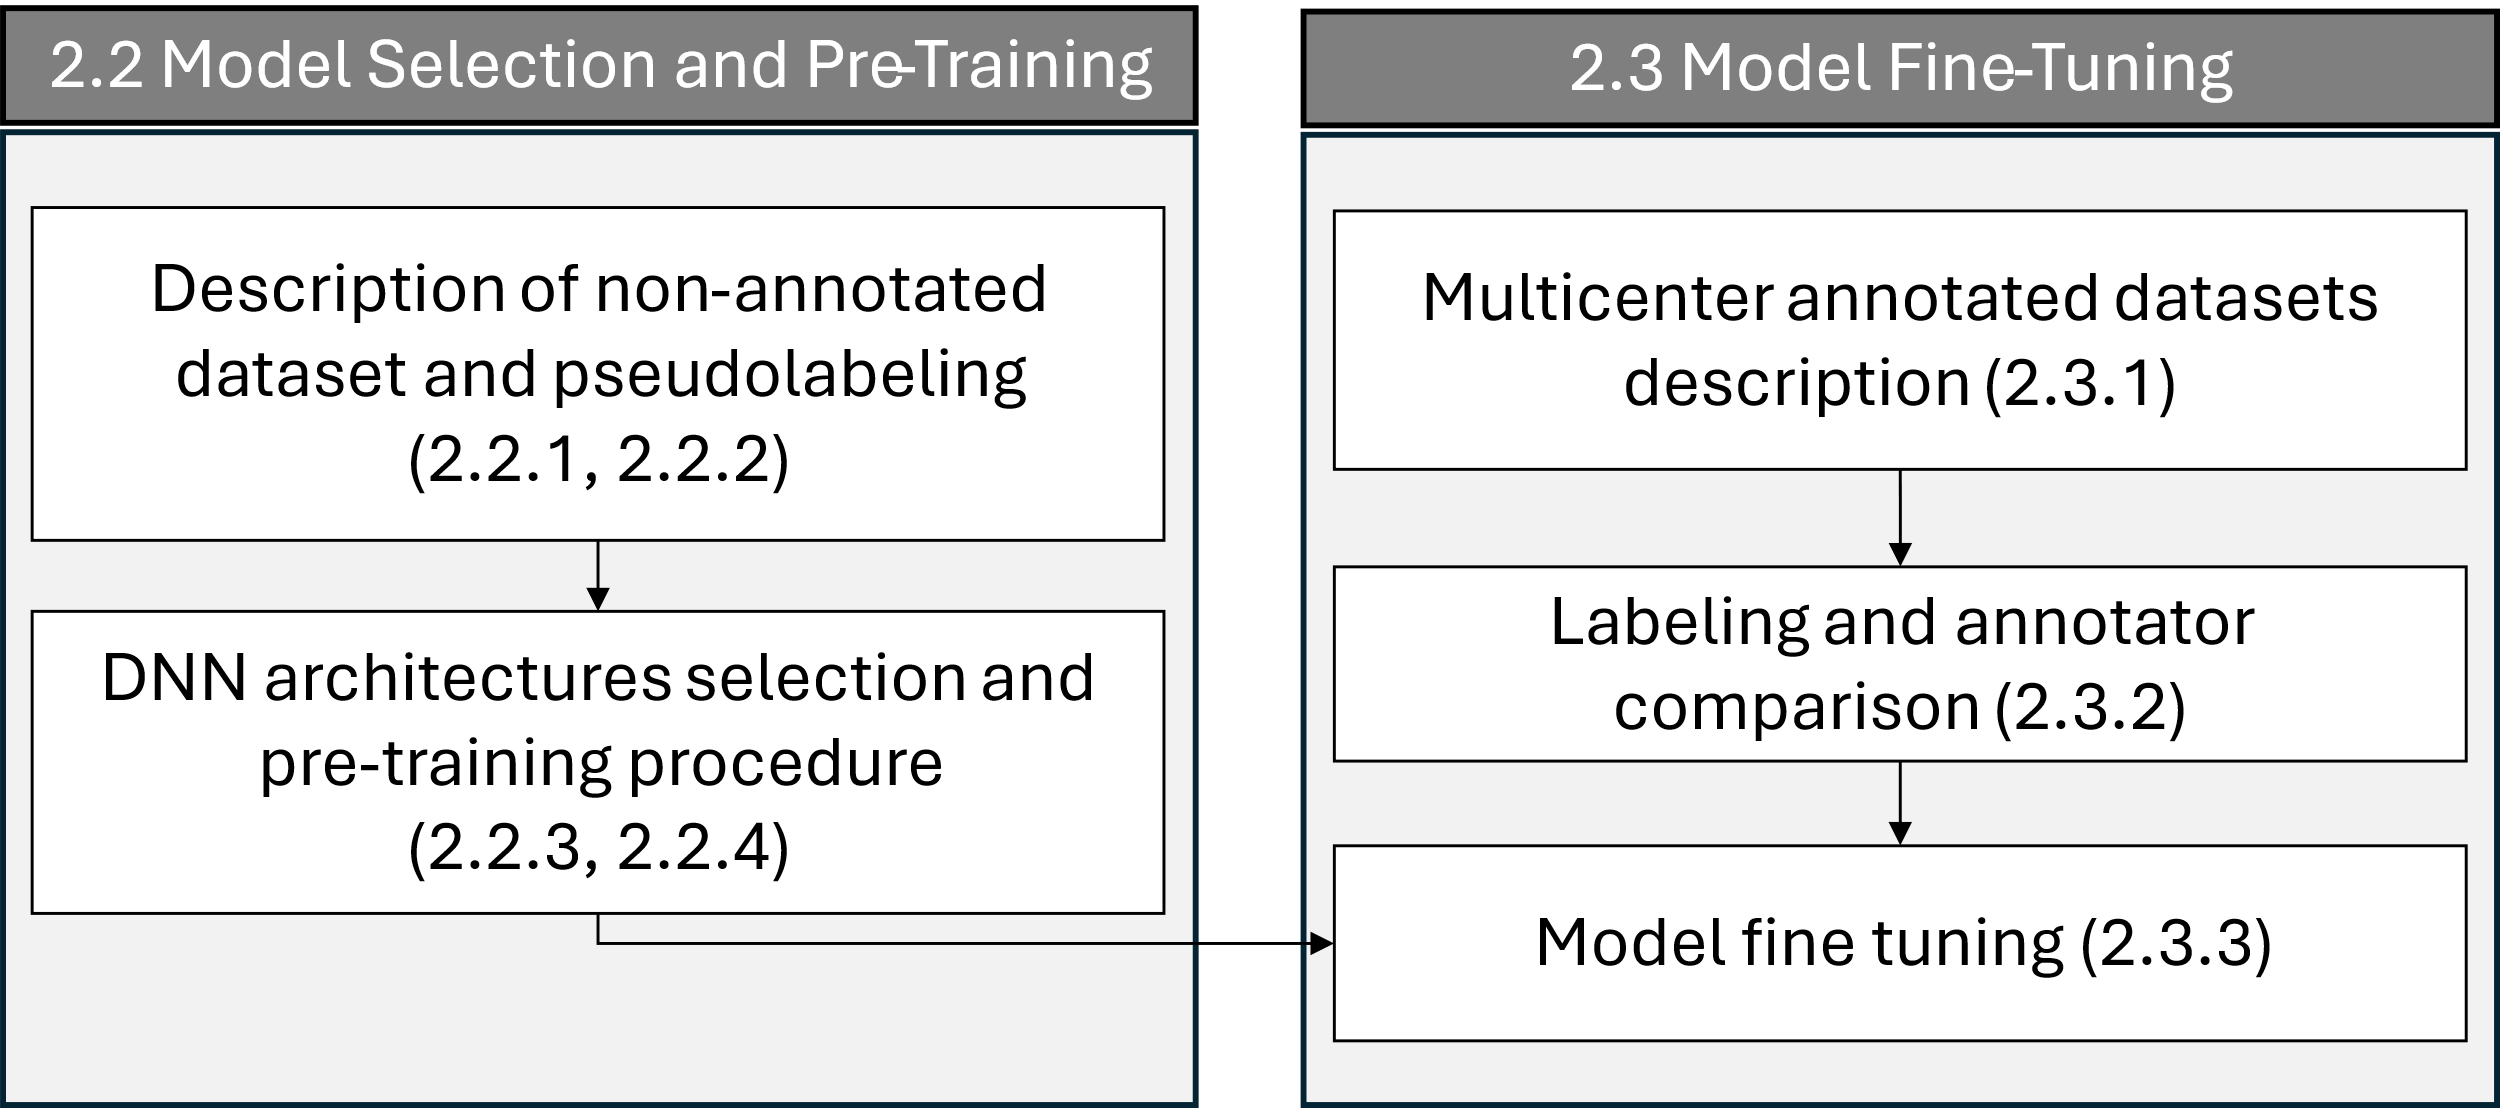 2.2 Model Selection and Pre-Training
Description of non-annotated
dataset and pseudolabeling
(2.2.1, 2.2.2)
DNN architectures selection and
pre-training procedure
(2.2.3, 2.2.4)
2.3 Model Fine-Tuning
Multicenter annotated datasets
description (2.3.1)
Labeling and annotator
comparison (2.3.2)
Model fine tuning (2.3.3)